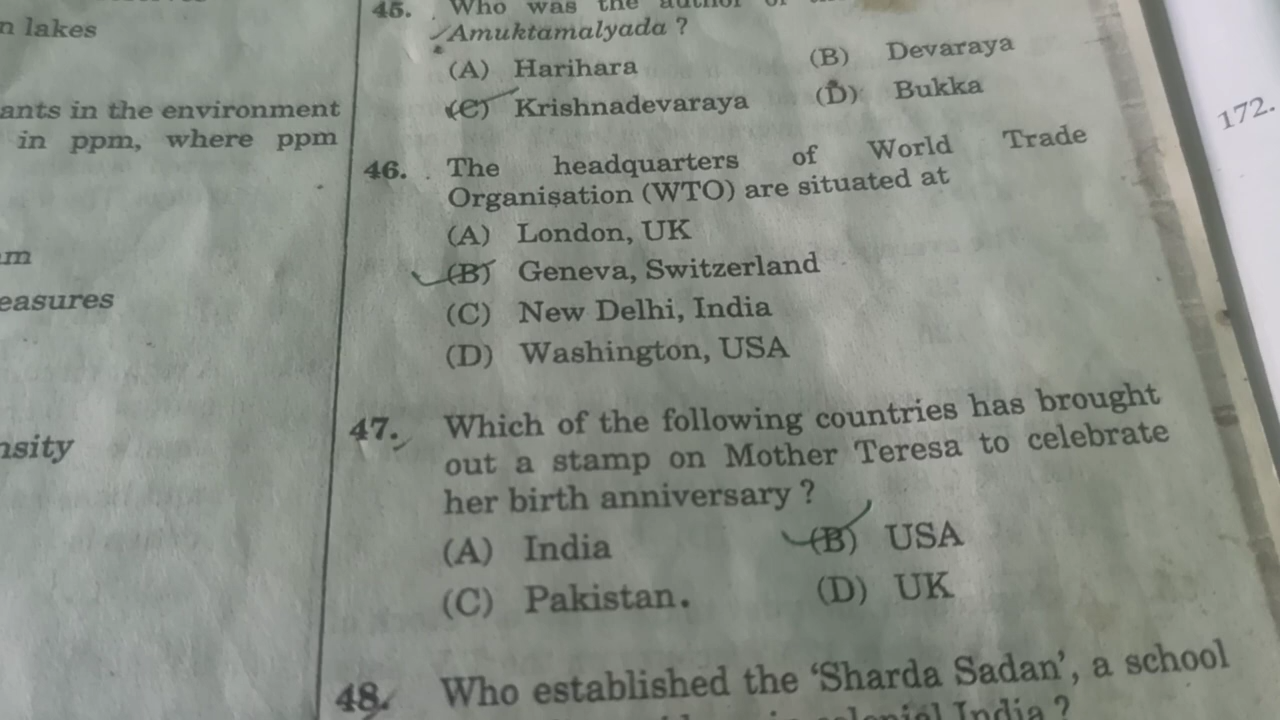 n lakes
ants in the environment
in ppm, where ppm
m
easures
nsity
45. Who was the author of
Amuktamalyada ?
(A) Harihara (B) Devaraya
(C) Krishnadevaraya (D) Bukka
46. The headquarters of World Trade
Organisation (WTO) are situated at
(A) London, UK
(B) Geneva, Switzerland
(C) New Delhi, India
(D) Washington, USA
47. Which of the following countries has brought
out a stamp on Mother Teresa to celebrate
her birth anniversary ?
(A) India (B) USA
(C) Pakistan. (D) UK
48. Who established the ‘Sharda Sadan’, a school
India ?
172.